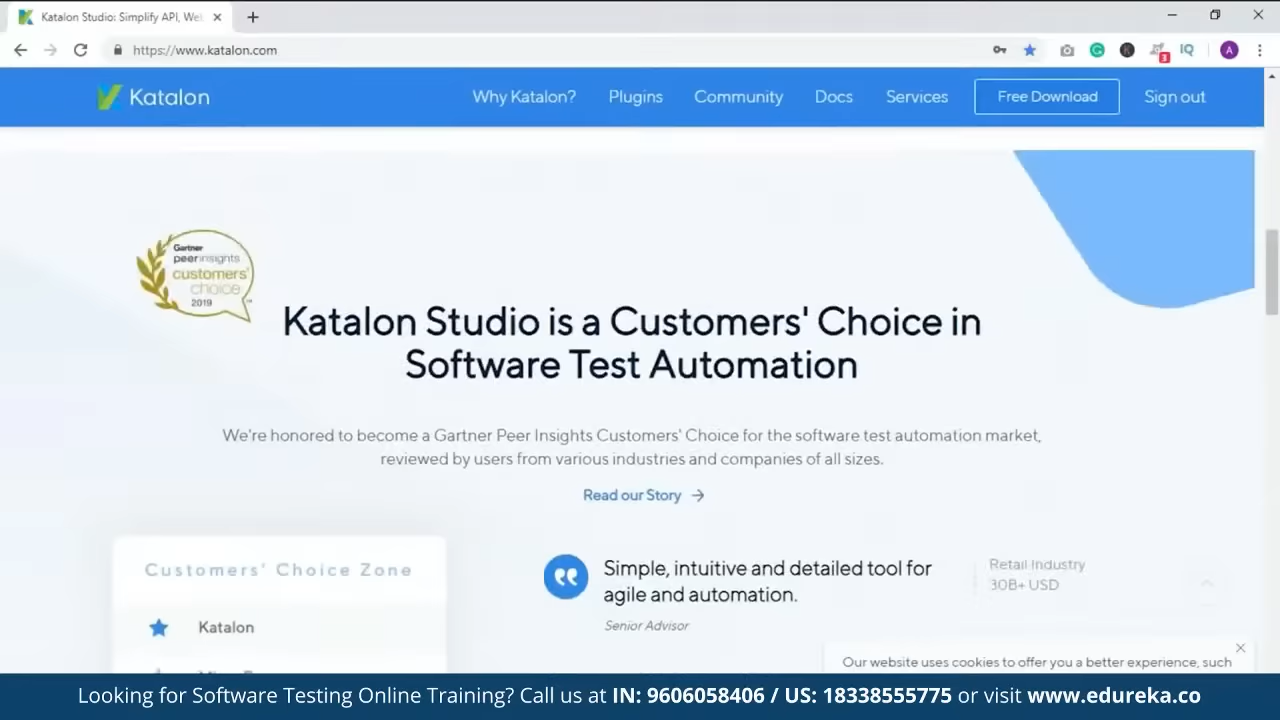 Katalon Studio: Simplify API, We
https://www.katalon.com
3
IQ
A
Katalon
Why Katalon?
Plugins
Community
Docs
Services
Free Download
Sign out
Gartner
peerinsights
customers'
choice
2019
Katalon Studio is a Customers' Choice in
Software Test Automation
We're honored to become a Gartner Peer Insights Customers' Choice for the software test automation market,
reviewed by users from various industries and companies of all sizes.
Read our Story →
Customers' Choice Zone
Katalon
Simple, intuitive and detailed tool for
agile and automation.
Senior Advisor
Retail Industry
30B+ USD
Our website uses cookies to offer you a better experience, such
Looking for Software Testing Online Training? Call us at IN: 9606058406 / US: 18338555775 or visit www.edureka.co